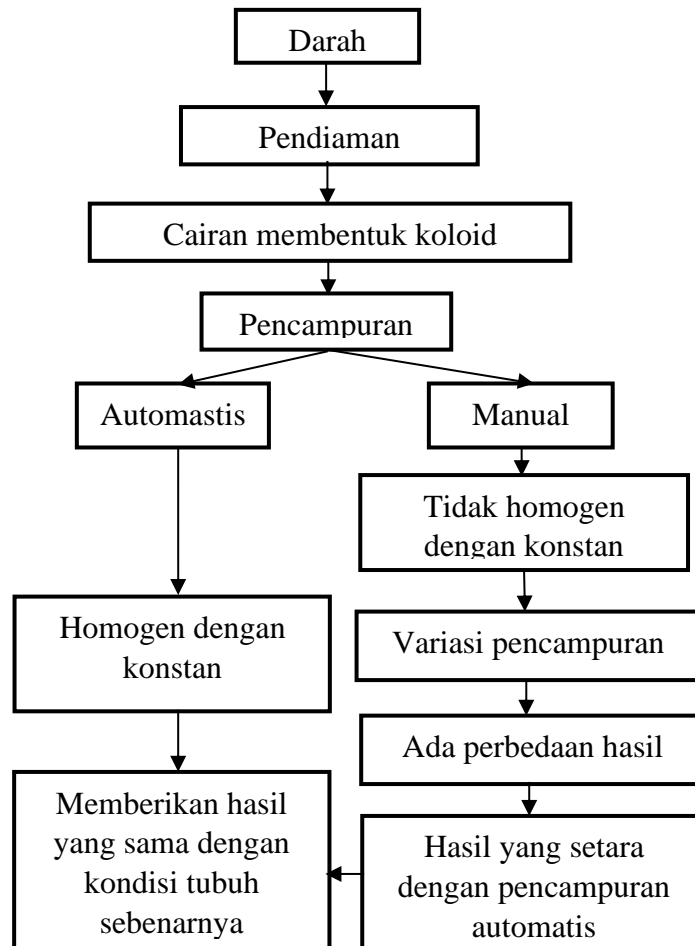 Darah
Pendiaman
Cairan membentuk koloid
Pencampuran
Automastis
Manual
Tidak homogen
dengan konstan
Homogen dengan
konstan
Variasi pencampuran
Ada perbedaan hasil
Memberikan hasil
yang sama dengan
kondisi tubuh
sebenarnya
Hasil yang setara
dengan pencampuran
automatis